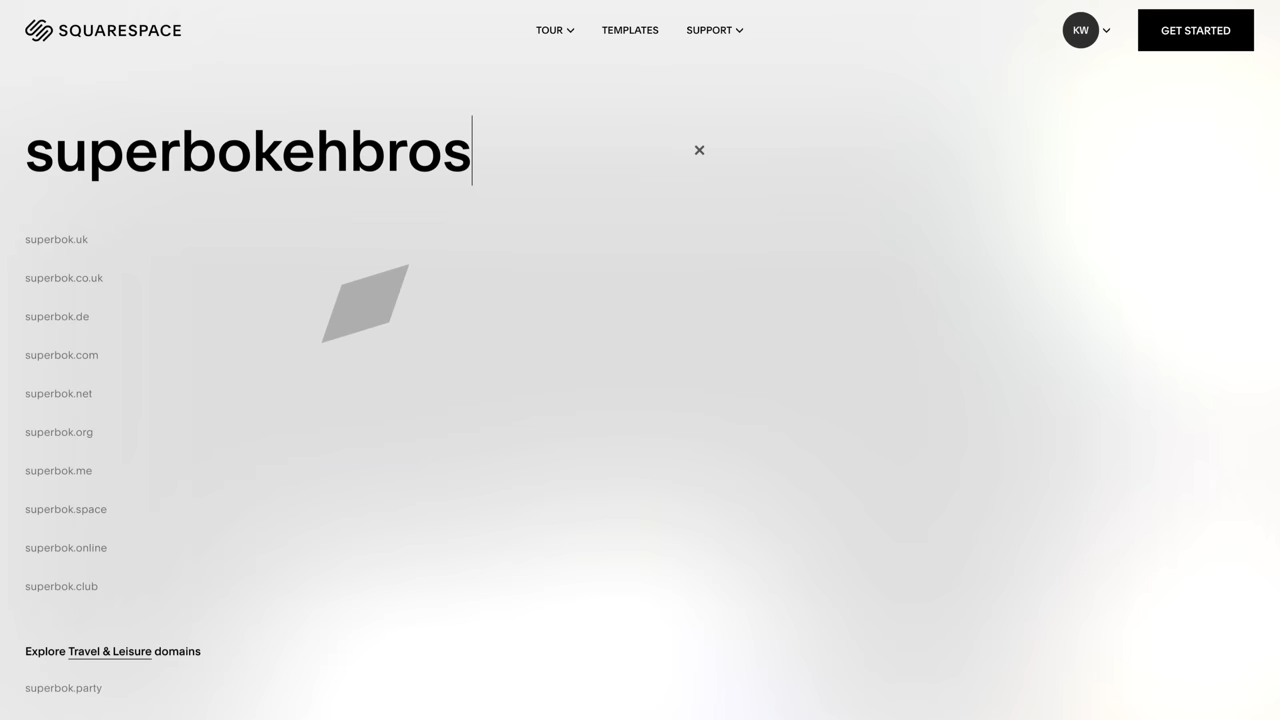 SQUARESPACE
TOUR TEMPLATES SUPPORT
KW
GET STARTED
superbokehbros
superbok.uk
superbok.co.uk
superbok.de
superbok.com
superbok.net
superbok.org
superbok.me
superbok.space
superbok.online
superbok.club
Explore Travel & Leisure domains
superbok.party